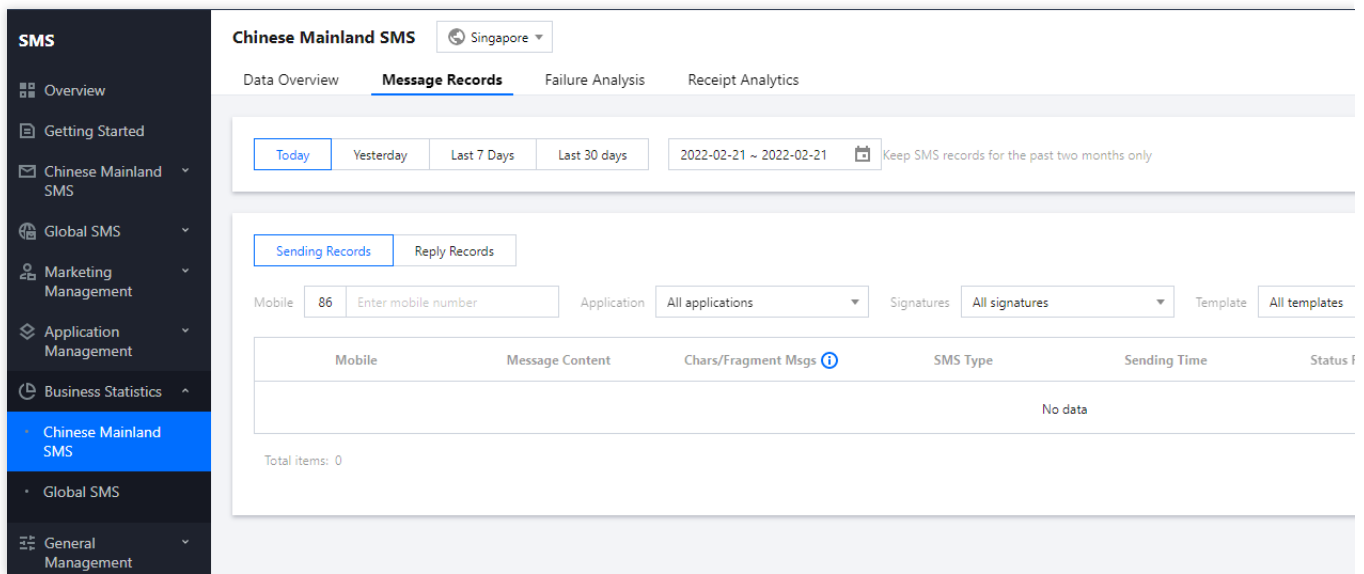 SMS
Overview
Getting Started
Chinese Mainland
SMS
Global SMS
Marketing
Management
Application
Management
Business Statistics
Chinese Mainland
SMS
Global SMS
General
Management
Chinese Mainland SMS Singapore
Data Overview Message Records Failure Analysis Receipt Analytics
Today Yesterday Last 7 Days Last 30 days 2022-02-21 ~ 2022-02-21 Keep SMS records for the past two months only
Sending Records Reply Records
Mobile 86 Enter mobile number Application All applications Signatures All signatures Template All templates
Mobile Message Content Chars/Fragment Msgs SMS Type Sending Time Status
No data
Total items: 0